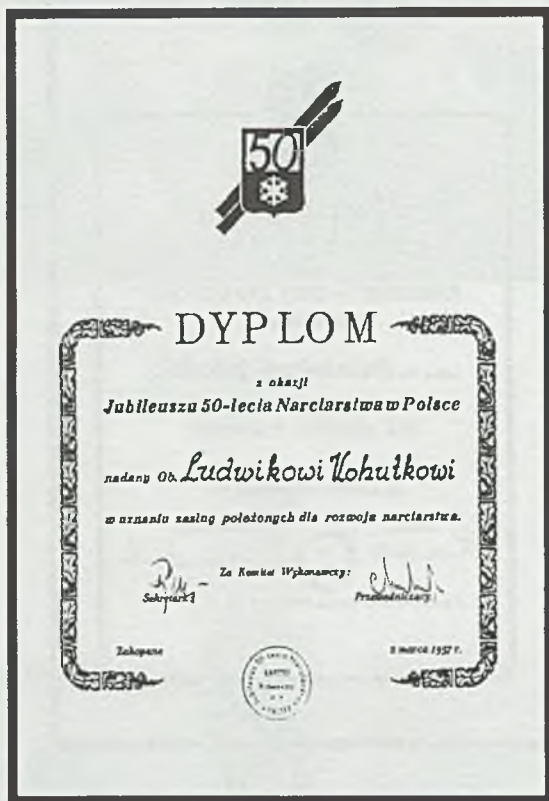 50
DYPLOM
z okazji
Jubileuszu 50-lecia Narciarstwa w Polsce
nadany Ob. Ludwikowi Kohutkowi
w uznaniu zasług położonych dla rozwoju narciarstwa.
Za Komitet Wykonawczy:
Sekretarz Przewodniczący
Zakopane 2 marca 1957 r.